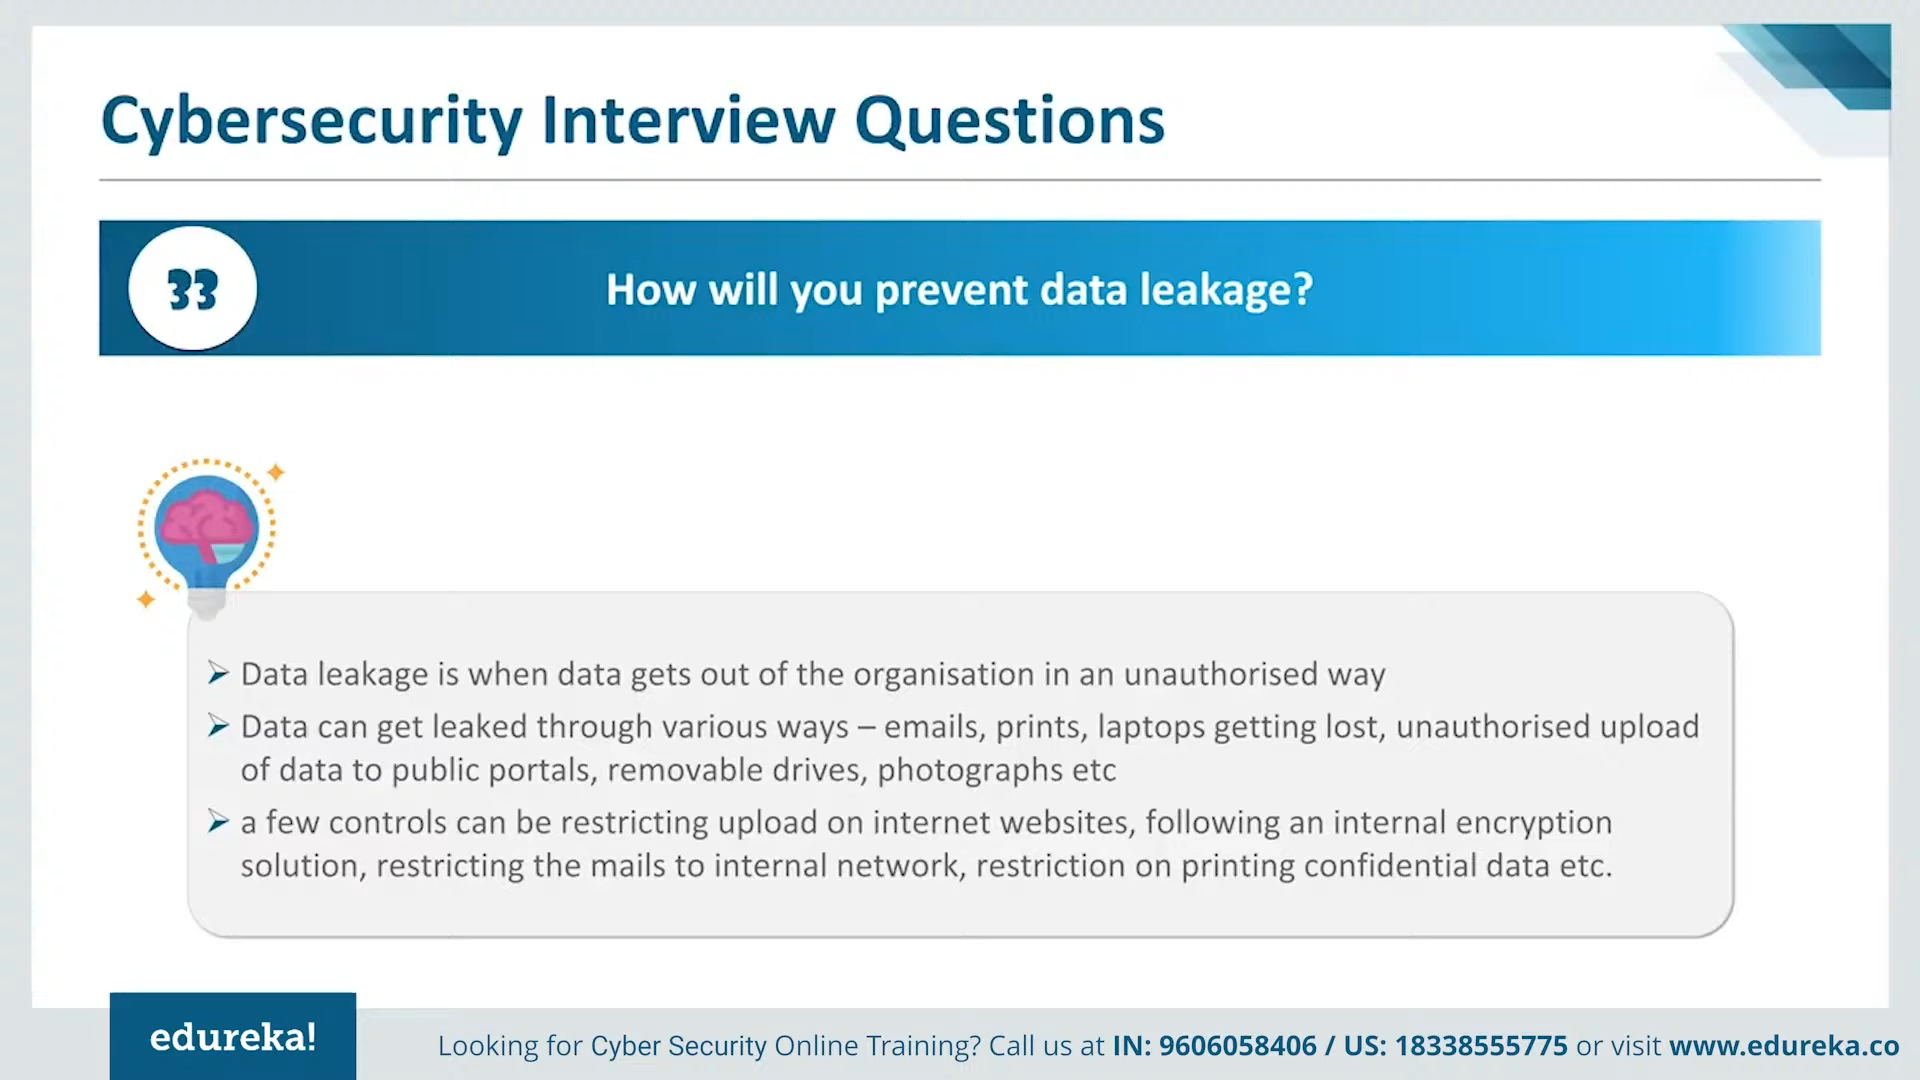 Cybersecurity Interview Questions
33
How will you prevent data leakage?
Data leakage is when data gets out of the organisation in an unauthorised way
Data can get leaked through various ways – emails, prints, laptops getting lost, unauthorised upload
of data to public portals, removable drives, photographs etc
a few controls can be restricting upload on internet websites, following an internal encryption
solution, restricting the mails to internal network, restriction on printing confidential data etc.
edureka!
Looking for Cyber Security Online Training? Call us at IN: 9606058406 / US: 18338555775 or visit www.edureka.co